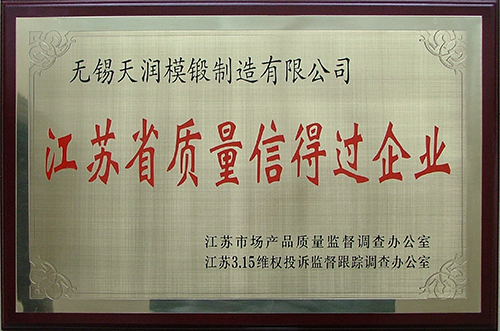 无锡天润模锻制造有限公司
江苏省质量信得过企业
江苏市场产品质量监督调查办公室
江苏3.15维权投诉监督跟踪调查办公室